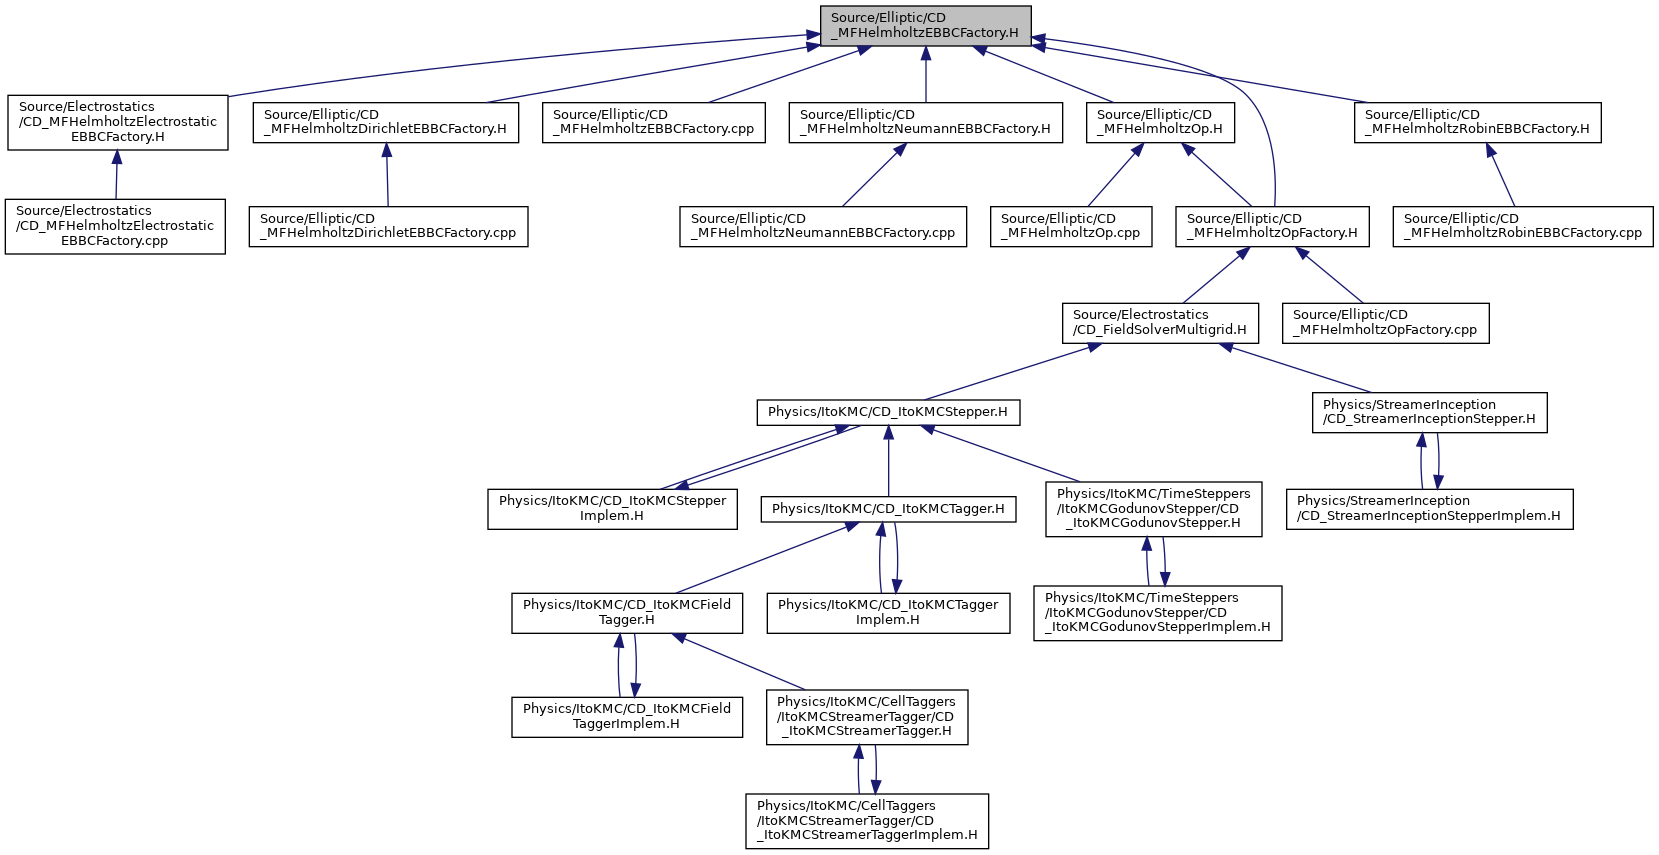 Source/Elliptic/CD
_MFHelmholtzEBBCFactory.H
Source/Electrostatics
/CD_MFHelmholtzElectrostatic
EBBCFactory.H
Source/Elliptic/CD
_MFHelmholtzDirichletEBBCFactory.H
Source/Elliptic/CD
_MFHelmholtzEBBCFactory.cpp
Source/Elliptic/CD
_MFHelmholtzNeumannEBBCFactory.H
Source/Elliptic/CD
_MFHelmholtzOp.H
Source/Elliptic/CD
_MFHelmholtzRobinEBBCFactory.H
Source/Electrostatics
/CD_MFHelmholtzElectrostatic
EBBCFactory.cpp
Source/Elliptic/CD
_MFHelmholtzDirichletEBBCFactory.cpp
Source/Elliptic/CD
_MFHelmholtzNeumannEBBCFactory.cpp
Source/Elliptic/CD
_MFHelmholtzOp.cpp
Source/Elliptic/CD
_MFHelmholtzOpFactory.H
Source/Elliptic/CD
_MFHelmholtzRobinEBBCFactory.cpp
Source/Electrostatics
/CD_FieldSolverMultigrid.H
Source/Elliptic/CD
_MFHelmholtzOpFactory.cpp
Physics/ItoKMC/CD_ItoKMCStepper.H
Physics/StreamerInception
/CD_StreamerInceptionStepper.H
Physics/ItoKMC/CD_ItoKMCStepper
Implem.H
Physics/ItoKMC/CD_ItoKMCTagger.H
Physics/ItoKMC/TimeSteppers
/ItoKMCGodunovStepper/CD
_ItoKMCGodunovStepper.H
Physics/StreamerInception
/CD_StreamerInceptionStepperImplem.H
Physics/ItoKMC/CD_ItoKMCField
Tagger.H
Physics/ItoKMC/CD_ItoKMCTagger
Implem.H
Physics/ItoKMC/TimeSteppers
/ItoKMCGodunovStepper/CD
_ItoKMCGodunovStepperImplem.H
Physics/ItoKMC/CD_ItoKMCField
TaggerImplem.H
Physics/ItoKMC/CellTaggers
/ItoKMCStreamerTagger/CD
_ItoKMCStreamerTagger.H
Physics/ItoKMC/CellTaggers
/ItoKMCStreamerTagger/CD
_ItoKMCStreamerTaggerImplem.H